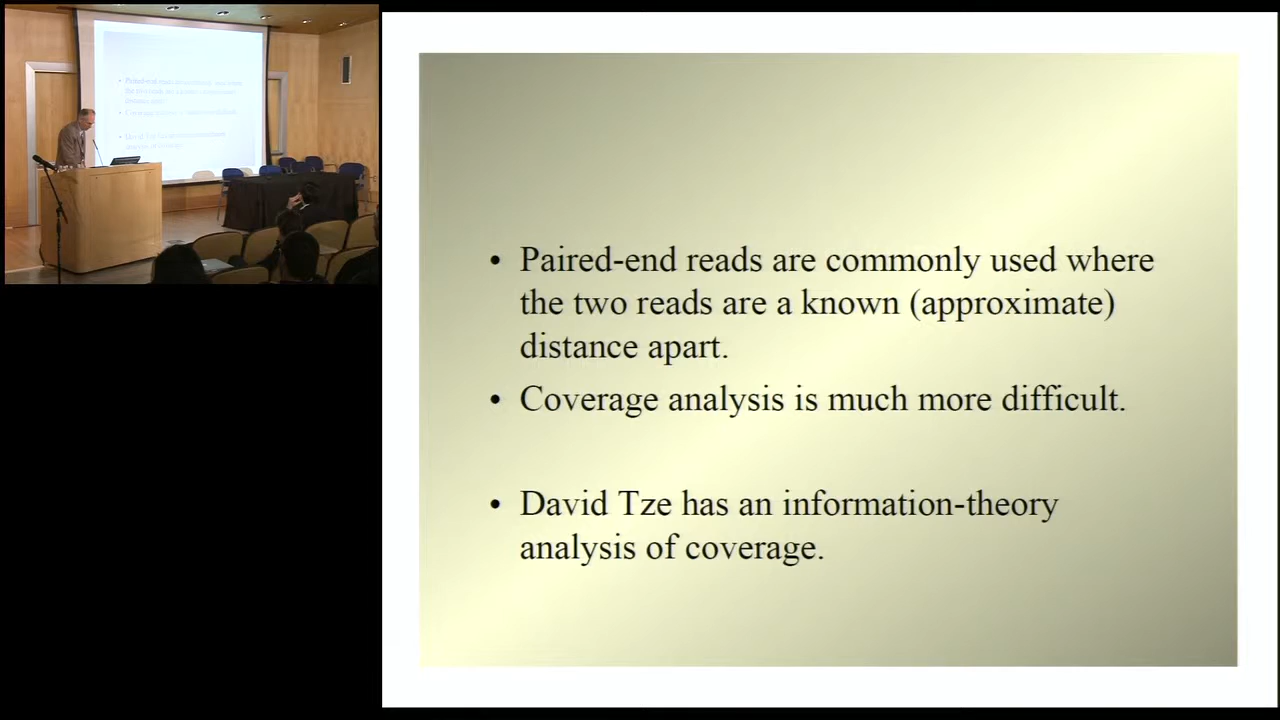 • Paired-end reads are commonly used where
the two reads are a known (approximate)
distance apart.
• Coverage analysis is much more difficult.
• David Tze has an information-theory
analysis of coverage.